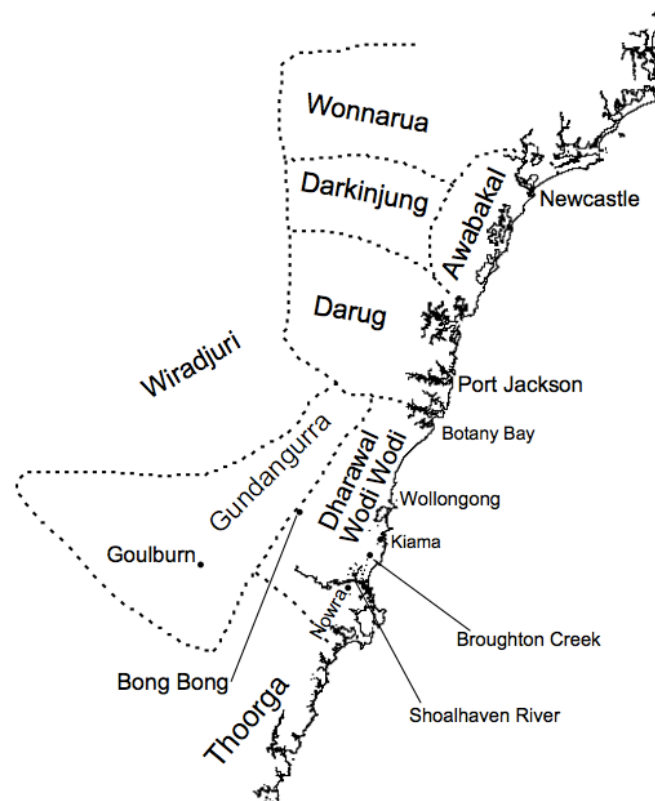 Wonnarua
Darkinjung
Awabakal
Newcastle
Darug
Wiradjuri
Port Jackson
Botany Bay
Gundangurra
Dharawal
Wodi Wodi
Wollongong
Kiama
Goulburn
Nowra
Broughton Creek
Bong Bong
Thoorga
Shoalhaven River